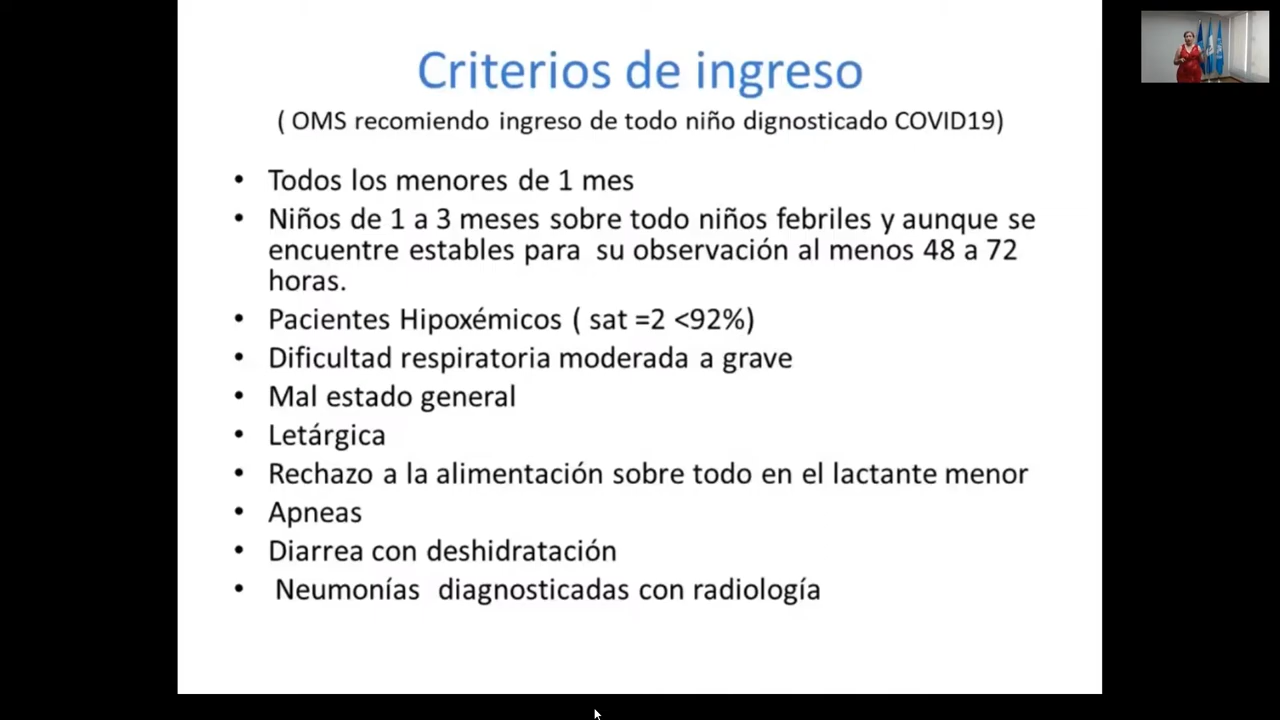 Criterios de ingreso
( OMS recomiendo ingreso de todo niño dignosticado COVID19)
• Todos los menores de 1 mes
• Niños de 1 a 3 meses sobre todo niños febriles y aunque se
encuentre estables para su observación al menos 48 a 72
horas.
• Pacientes Hipoxémicos ( sat =2 <92%)
• Dificultad respiratoria moderada a grave
• Mal estado general
• Letárgica
• Rechazo a la alimentación sobre todo en el lactante menor
• Apneas
• Diarrea con deshidratación
• Neumonías diagnosticadas con radiología